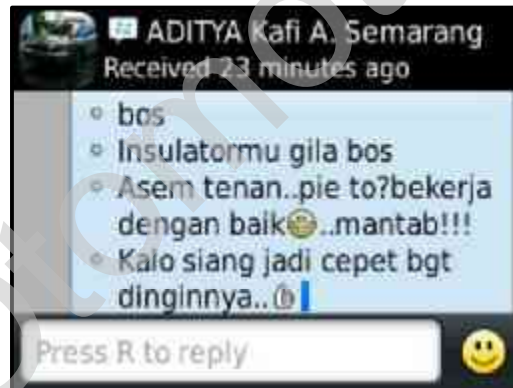 ADITYA Kafi A. Semarang
Received 23 minutes ago
bos
Insulatormu gila bos
Asem tenan..pie to?bekerja
dengan baik..mantab!!!
Kalo siang jadi cepet bgt
dinginnya..
Press R to reply